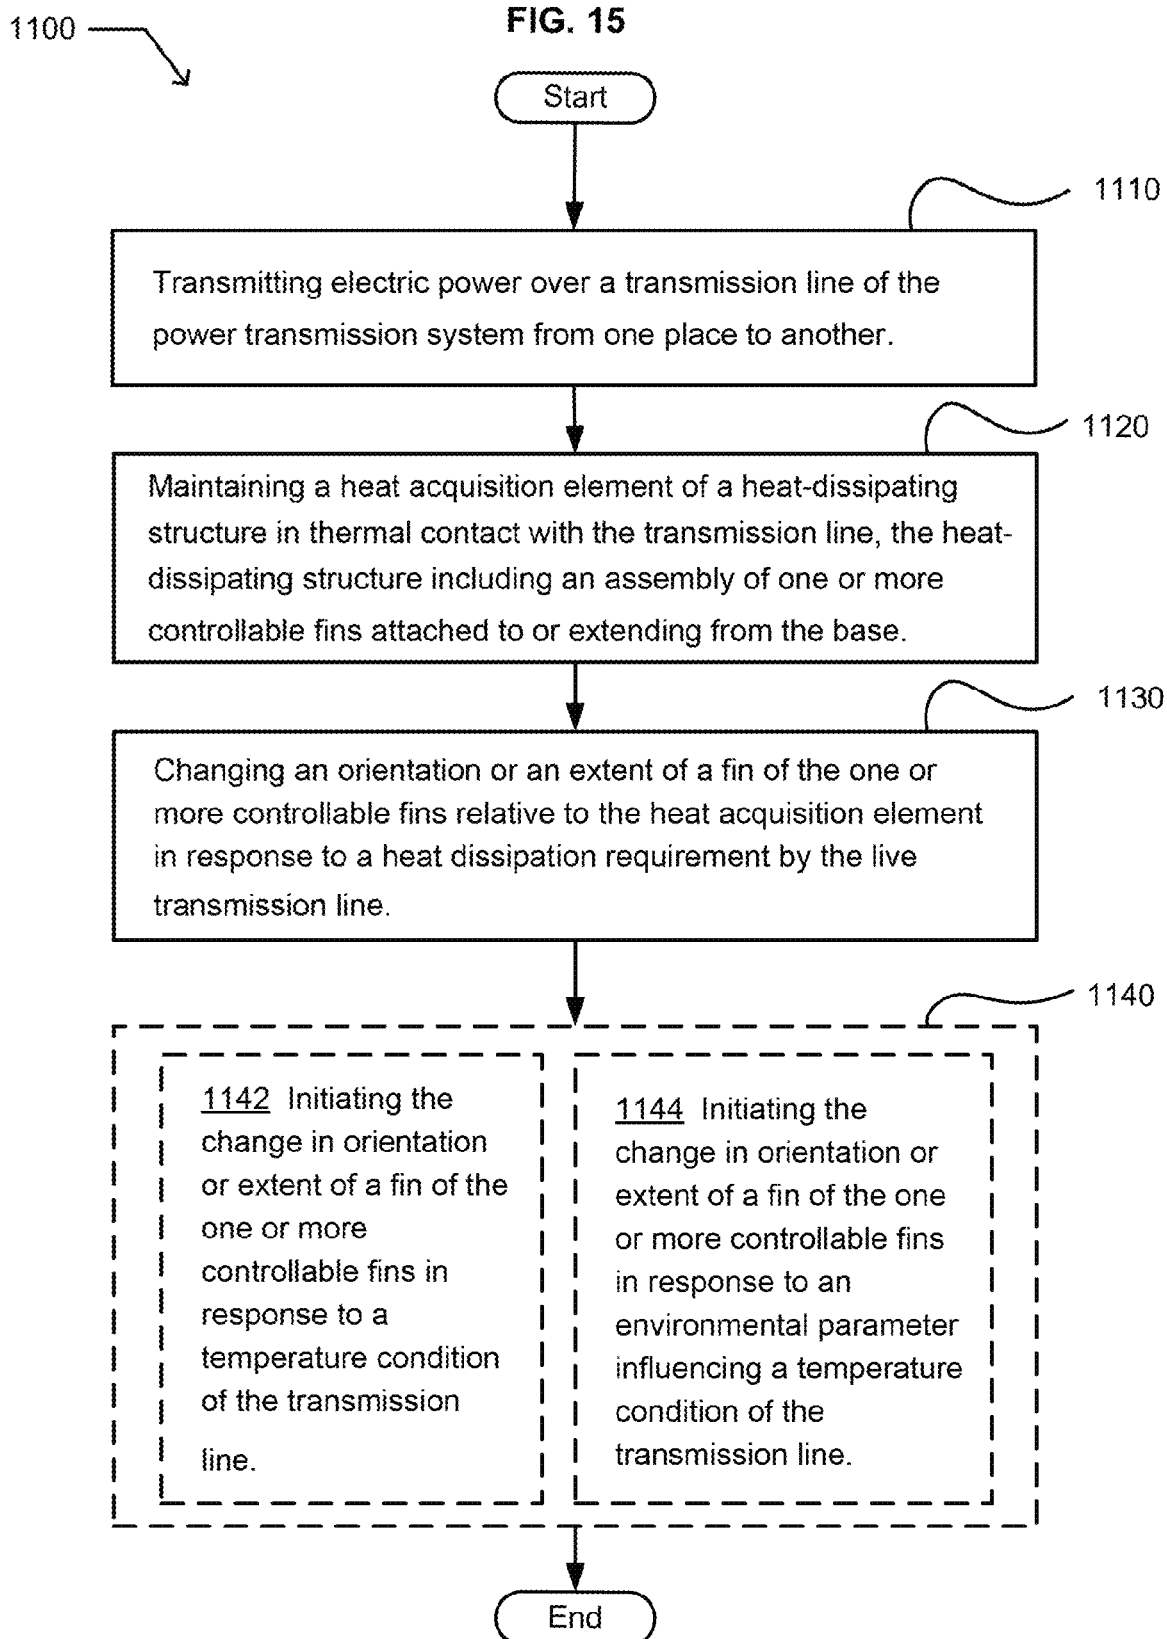 FIG. 15
1100
Start
1110
Transmitting electric power over a transmission line of the
power transmission system from one place to another.
1120
Maintaining a heat acquisition element of a heat-dissipating
structure in thermal contact with the transmission line, the heat-
dissipating structure including an assembly of one or more
controllable fins attached to or extending from the base.
1130
Changing an orientation or an extent of a fin of the one or
more controllable fins relative to the heat acquisition element
in response to a heat dissipation requirement by the live
transmission line.
1140
1142 Initiating the
change in orientation
or extent of a fin of the
one or more
controllable fins in
response to a
temperature condition
of the transmission
line.
1144 Initiating the
change in orientation or
extent of a fin of the one
or more controllable fins
in response to an
environmental parameter
influencing a temperature
condition of the
transmission line.
End